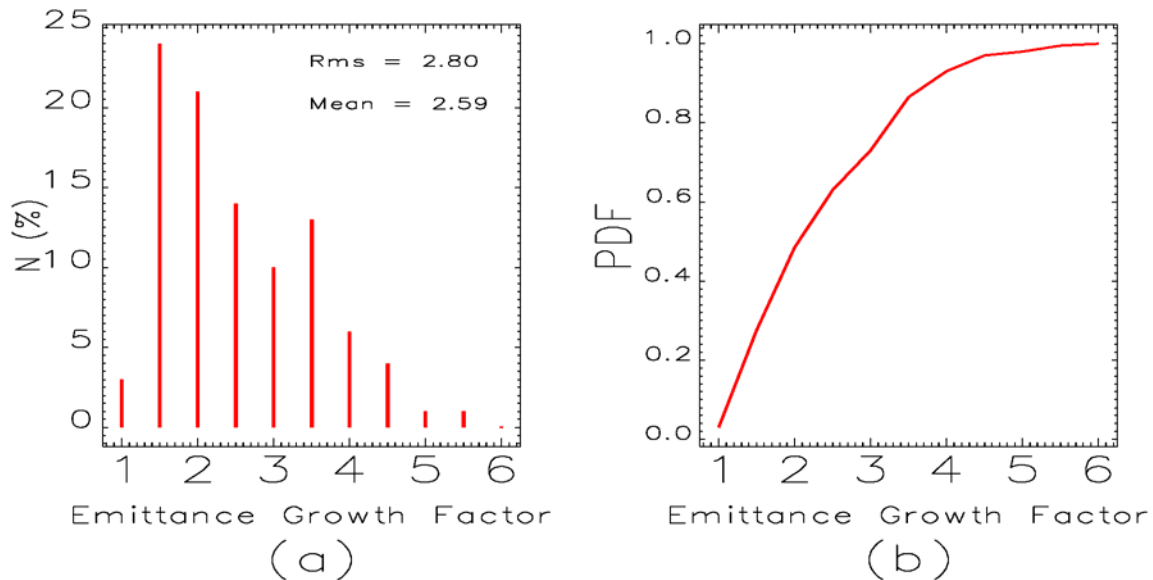 25
20
15
10
5
0
N (%)
Rms = 2.80
Mean = 2.59
1 2 3 4 5 6
Emittance Growth Factor
(a)
1.0
0.8
0.6
0.4
0.2
0.0
PDF
1 2 3 4 5 6
Emittance Growth Factor
(b)